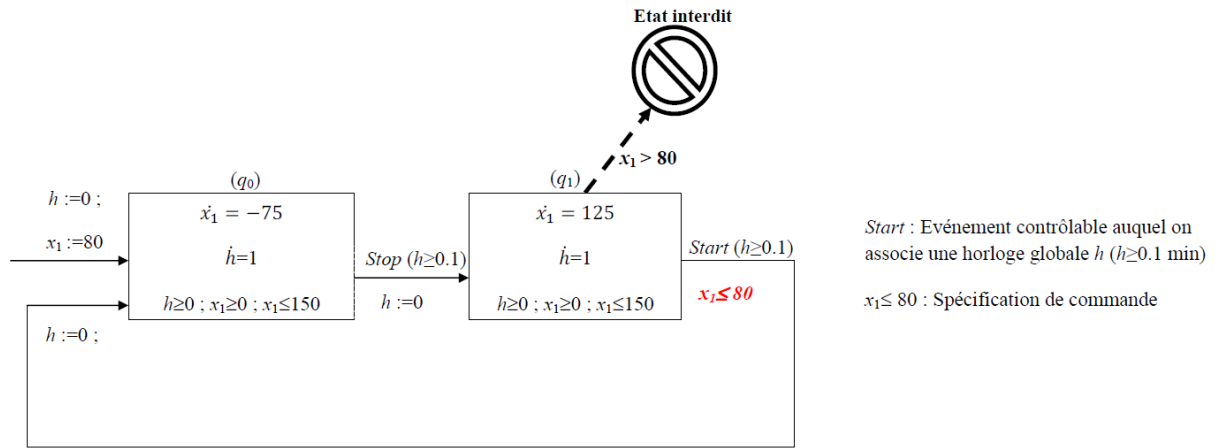 Etat interdit
x₁ > 80
(q₀)
(q₁)
h :=0 ;
x₁ :=80
ẋ₁ = −75
ḣ=1
h≥0 ; x₁≥0 ; x₁≤150
Stop (h≥0.1)
h :=0
ẋ₁ = 125
ḣ=1
h≥0 ; x₁≥0 ; x₁≤150
Start (h≥0.1)
x₁≤ 80
h :=0 ;
Start : Evénement contrôlable auquel on
associe une horloge globale h (h≥0.1 min)
x₁≤ 80 : Spécification de commande